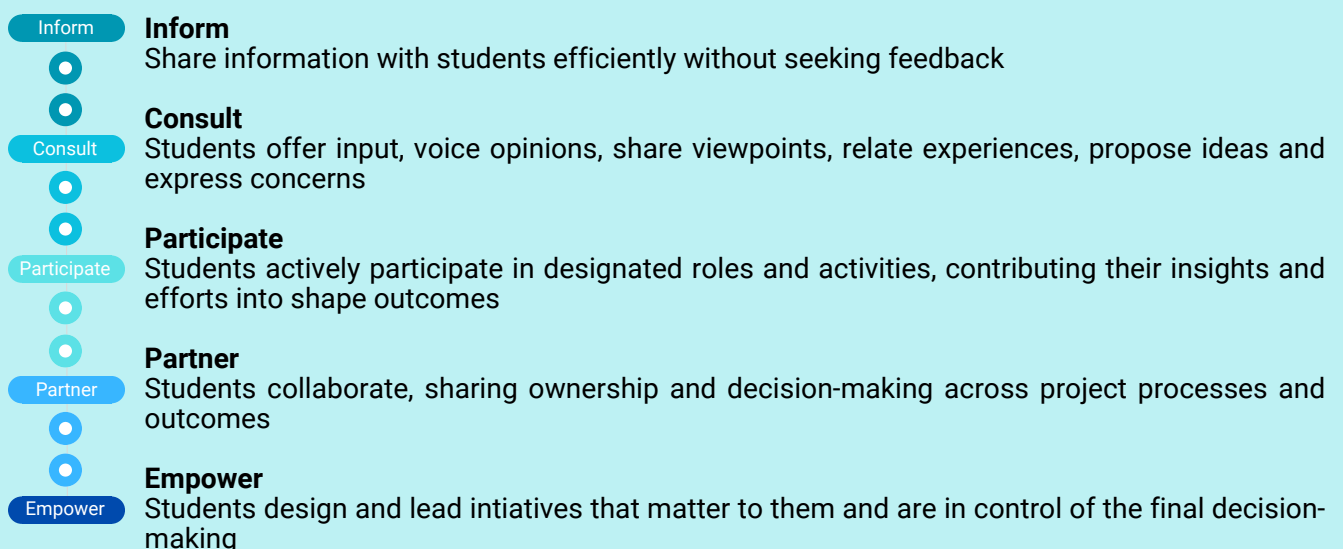 Inform
Inform
Share information with students efficiently without seeking feedback
Consult
Consult
Students offer input, voice opinions, share viewpoints, relate experiences, propose ideas and
express concerns
Participate
Participate
Students actively participate in designated roles and activities, contributing their insights and
efforts into shape outcomes
Partner
Partner
Students collaborate, sharing ownership and decision-making across project processes and
outcomes
Empower
Empower
Students design and lead intiatives that matter to them and are in control of the final decision-
making